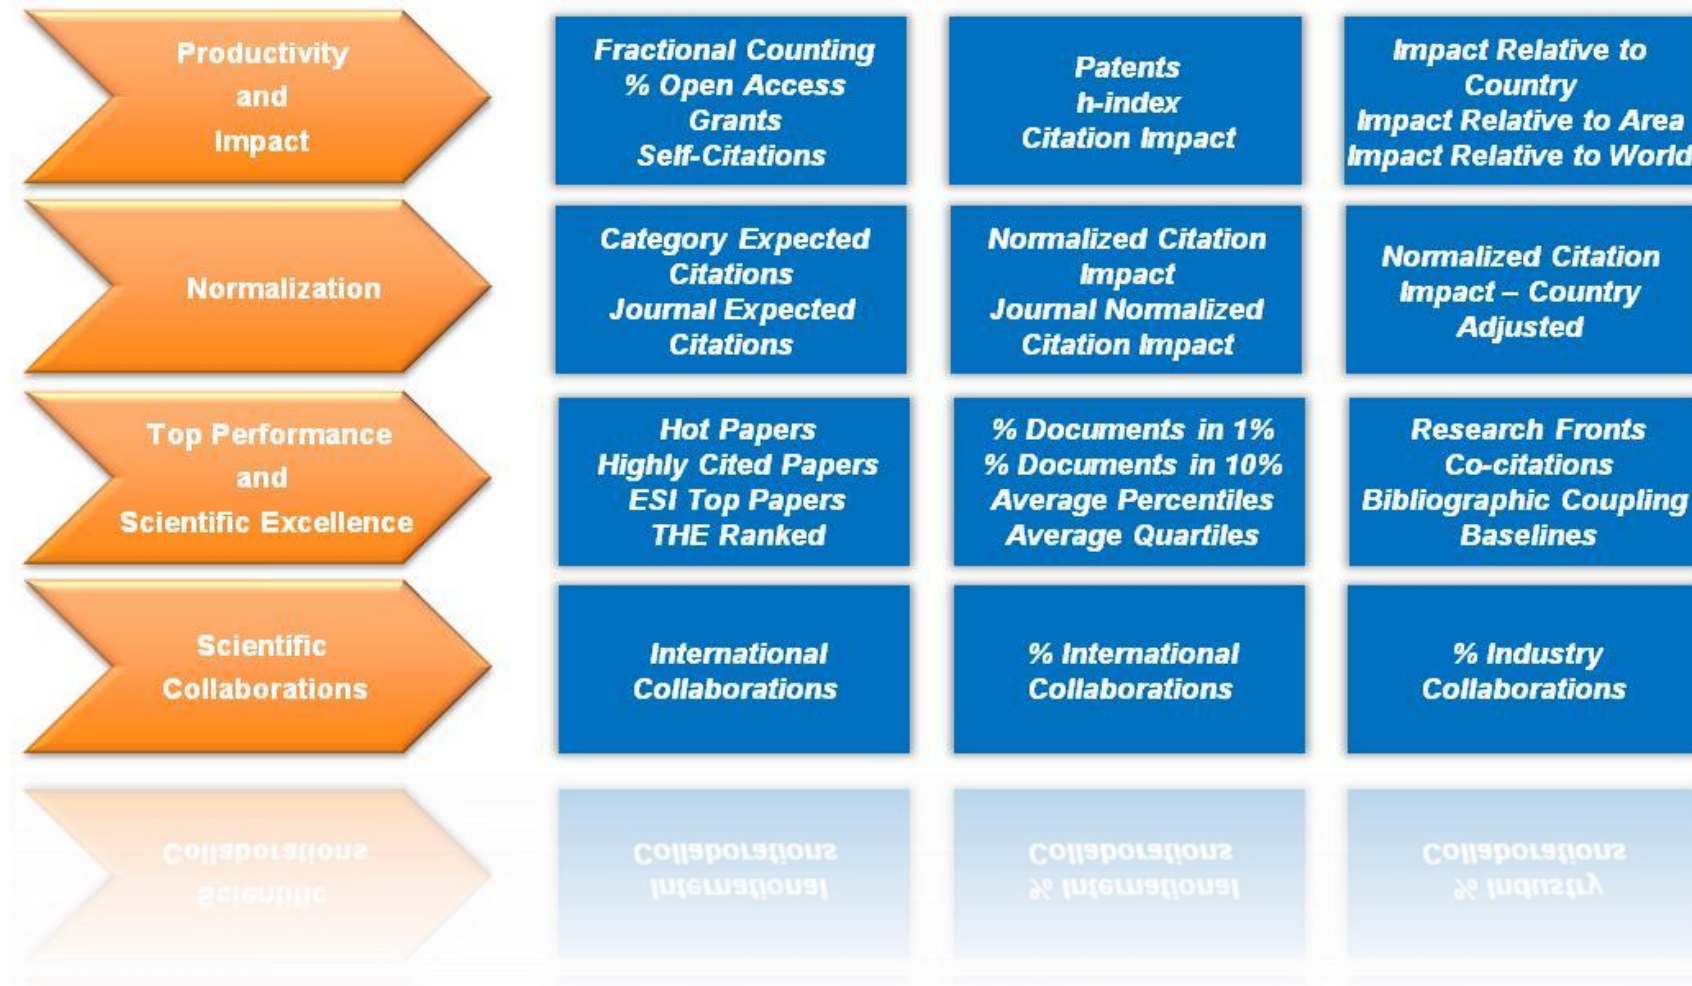 Productivity
and
Impact
Fractional Counting
% Open Access
Grants
Self-Citations
Patents
h-index
Citation Impact
Impact Relative to
Country
Impact Relative to Area
Impact Relative to World
Normalization
Category Expected
Citations
Journal Expected
Citations
Normalized Citation
Impact
Journal Normalized
Citation Impact
Normalized Citation
Impact – Country
Adjusted
Top Performance
and
Scientific Excellence
Hot Papers
Highly Cited Papers
ESI Top Papers
THE Ranked
% Documents in 1%
% Documents in 10%
Average Percentiles
Average Quartiles
Research Fronts
Co-citations
Bibliographic Coupling
Baselines
Scientific
Collaborations
International
Collaborations
% International
Collaborations
% Industry
Collaborations